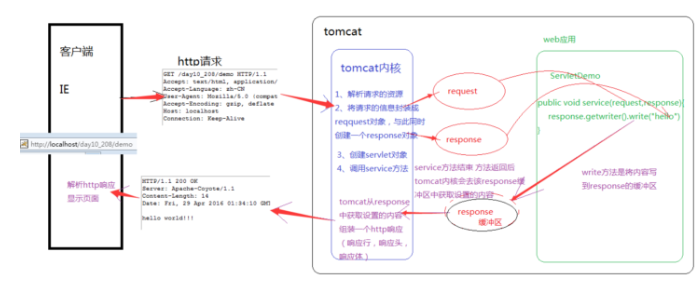 客户端
IE
http://localhost/day10_208/demo
解析http响应
显示页面
http请求
GET /day10_208/demo HTTP/1.1
Accept: text/html, application/
Accept-Language: zh-CN
User-Agent: Mozilla/5.0 (compat
Accept-Encoding: gzip, deflate
Host: localhost
Connection: Keep-Alive
HTTP/1.1 200 OK
Server: Apache-Coyote/1.1
Content-Length: 14
Date: Fri, 29 Apr 2016 01:34:10 GMT
hello world!!!
tomcat
tomcat内核
1、解析请求的资源
2、将请求的信息封装成
reqquest对象，与此同时
创建一个response对象
3、创建servlet对象
4、调用service方法
tomcat从response
中获取设置的内容
组装一个http响应
（响应行，响应头，
响应体）
request
response
service方法结束 方法返回后
tomcat内核会去该response缓
冲区中获取设置的内容
response
缓冲区
web应用
ServletDemo
public void service(request,response){
response.getwriter().write("hello")
}
write方法是将内容写
到response的缓冲区